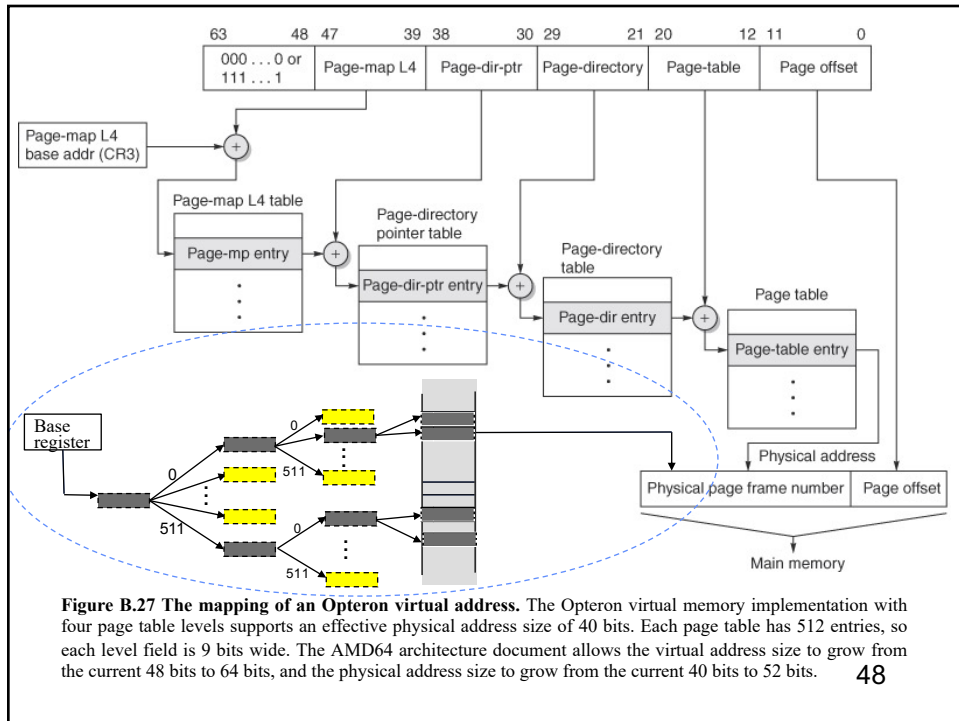 63 48 47 39 38 30 29 21 20 12 11 0
000 . . . 0 or
111 . . . 1
Page-map L4
Page-dir-ptr
Page-directory
Page-table
Page offset
Page-map L4
base addr (CR3)
+
Page-map L4 table
Page-mp entry
+
Page-directory
pointer table
Page-dir-ptr entry
+
Page-directory
table
Page-dir entry
+
Page table
Page-table entry
Base
register
0
511
0
511
0
511
Physical address
Physical page frame number
Page offset
Main memory
Figure B.27 The mapping of an Opteron virtual address. The Opteron virtual memory implementation with
four page table levels supports an effective physical address size of 40 bits. Each page table has 512 entries, so
each level field is 9 bits wide. The AMD64 architecture document allows the virtual address size to grow from
the current 48 bits to 64 bits, and the physical address size to grow from the current 40 bits to 52 bits.
48